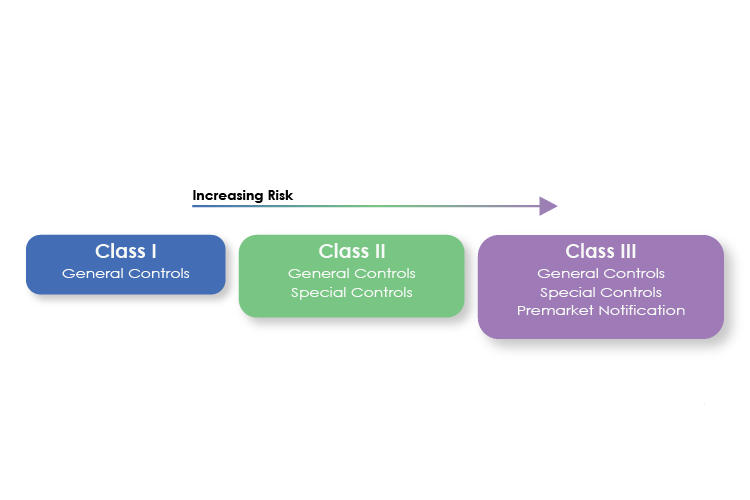 Increasing Risk
Class I
General Controls
Class II
General Controls
Special Controls
Class III
General Controls
Special Controls
Premarket Notification